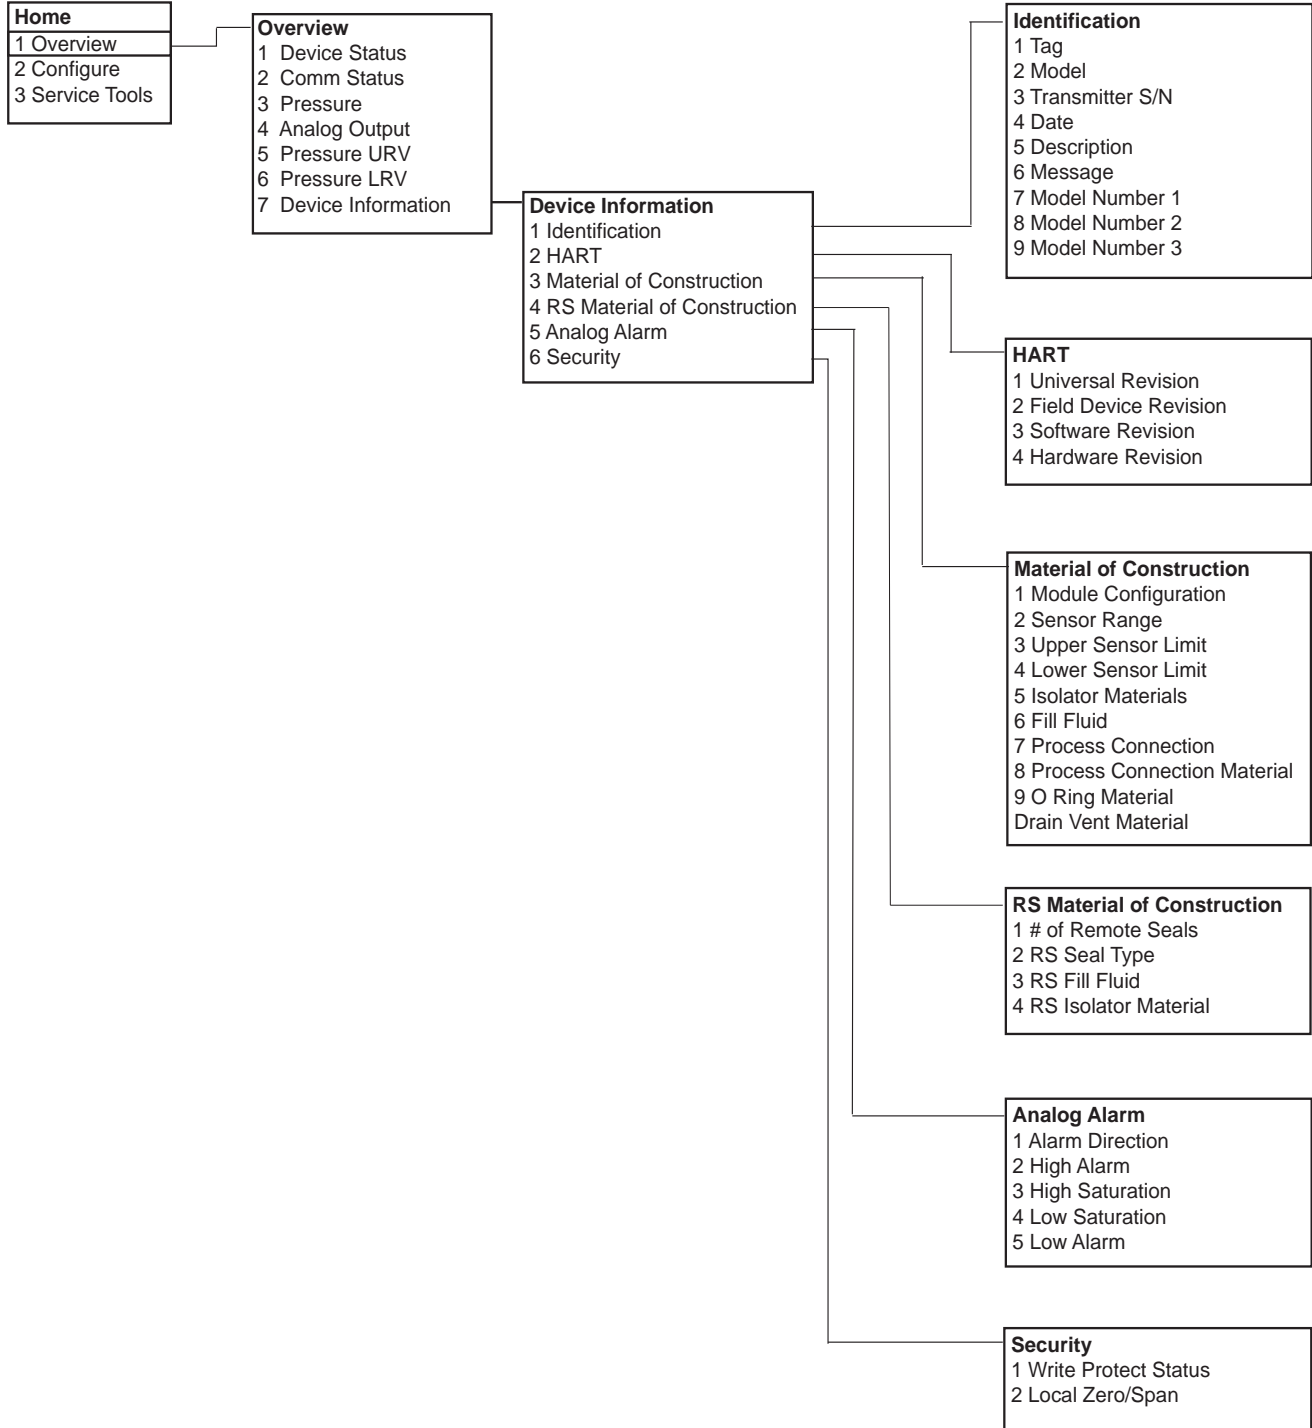 Home
1 Overview
2 Configure
3 Service Tools
Overview
1 Device Status
2 Comm Status
3 Pressure
4 Analog Output
5 Pressure URV
6 Pressure LRV
7 Device Information
Device Information
1 Identification
2 HART
3 Material of Construction
4 RS Material of Construction
5 Analog Alarm
6 Security
Identification
1 Tag
2 Model
3 Transmitter S/N
4 Date
5 Description
6 Message
7 Model Number 1
8 Model Number 2
9 Model Number 3
HART
1 Universal Revision
2 Field Device Revision
3 Software Revision
4 Hardware Revision
Material of Construction
1 Module Configuration
2 Sensor Range
3 Upper Sensor Limit
4 Lower Sensor Limit
5 Isolator Materials
6 Fill Fluid
7 Process Connection
8 Process Connection Material
9 O Ring Material
Drain Vent Material
RS Material of Construction
1 # of Remote Seals
2 RS Seal Type
3 RS Fill Fluid
4 RS Isolator Material
Analog Alarm
1 Alarm Direction
2 High Alarm
3 High Saturation
4 Low Saturation
5 Low Alarm
Security
1 Write Protect Status
2 Local Zero/Span